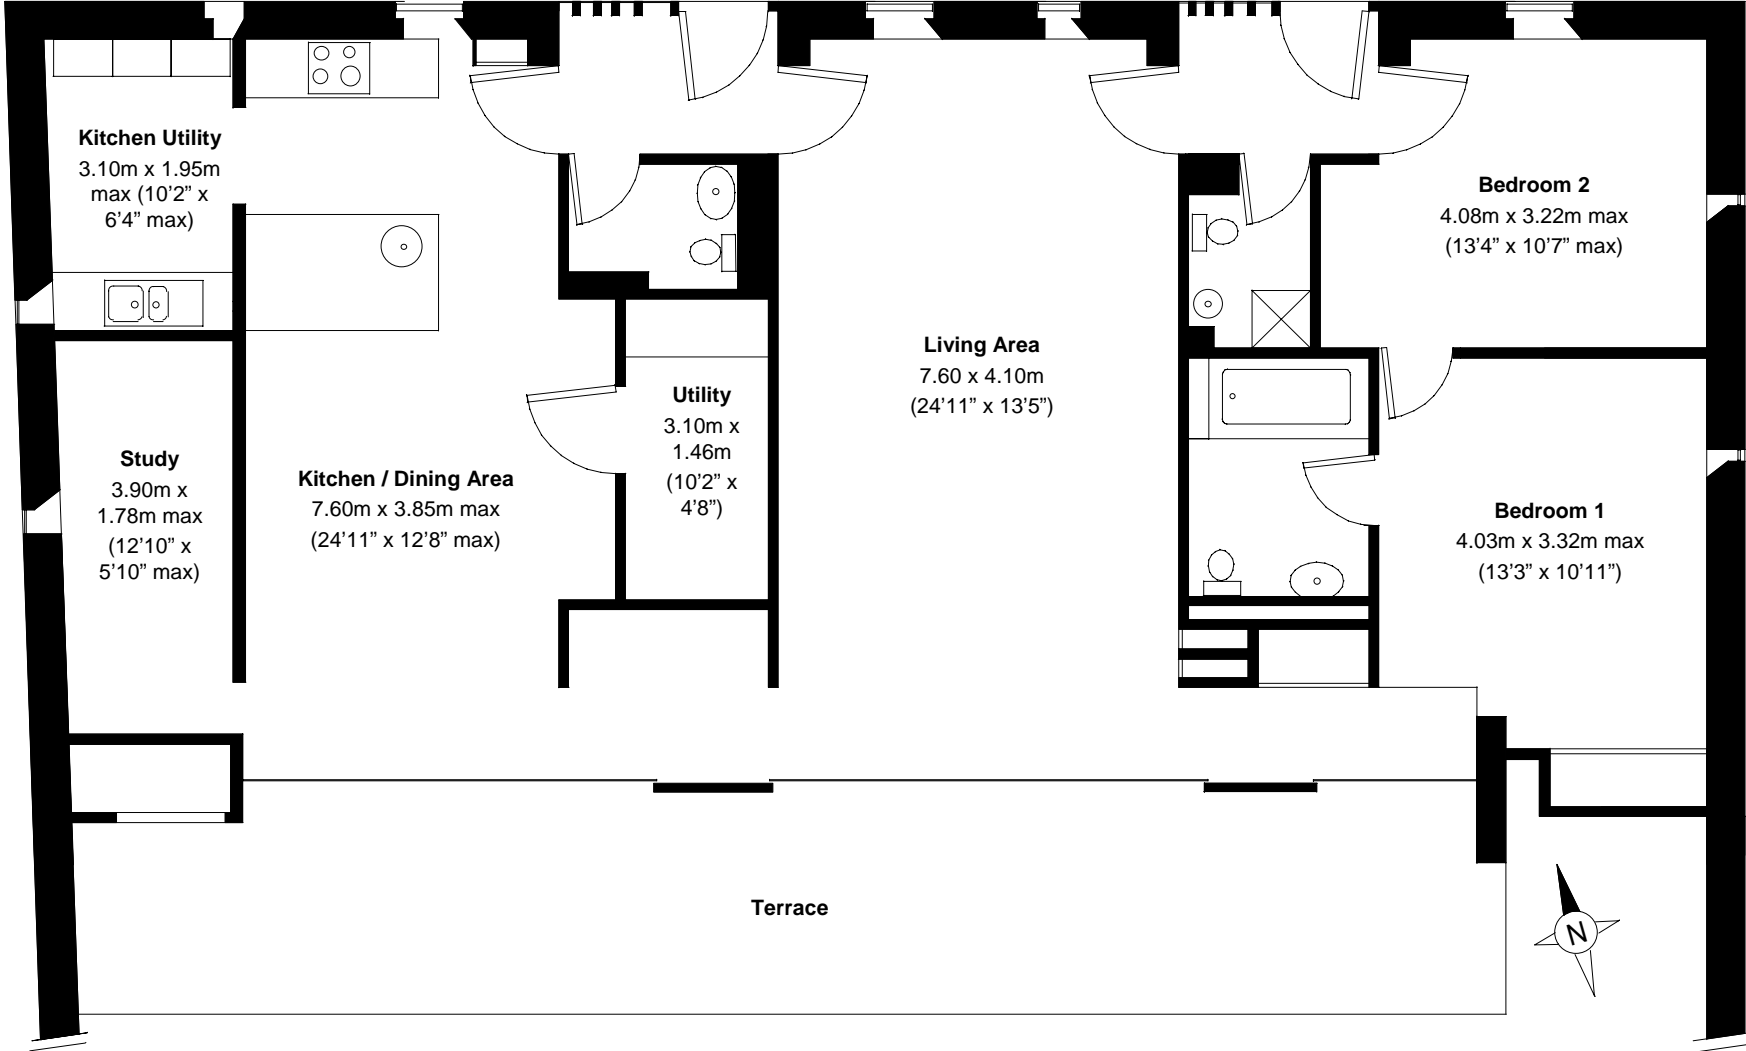 Kitchen Utility
3.10m x 1.95m
max (10’2” x
6’4” max)
Study
3.90m x
1.78m max
(12’10” x
5’10” max)
Kitchen / Dining Area
7.60m x 3.85m max
(24’11” x 12’8” max)
Utility
3.10m x
1.46m
(10’2” x
4’8”)
Living Area
7.60 x 4.10m
(24’11” x 13’5”)
Bedroom 2
4.08m x 3.22m max
(13’4” x 10’7” max)
Bedroom 1
4.03m x 3.32m max
(13’3” x 10’11”)
Terrace
N